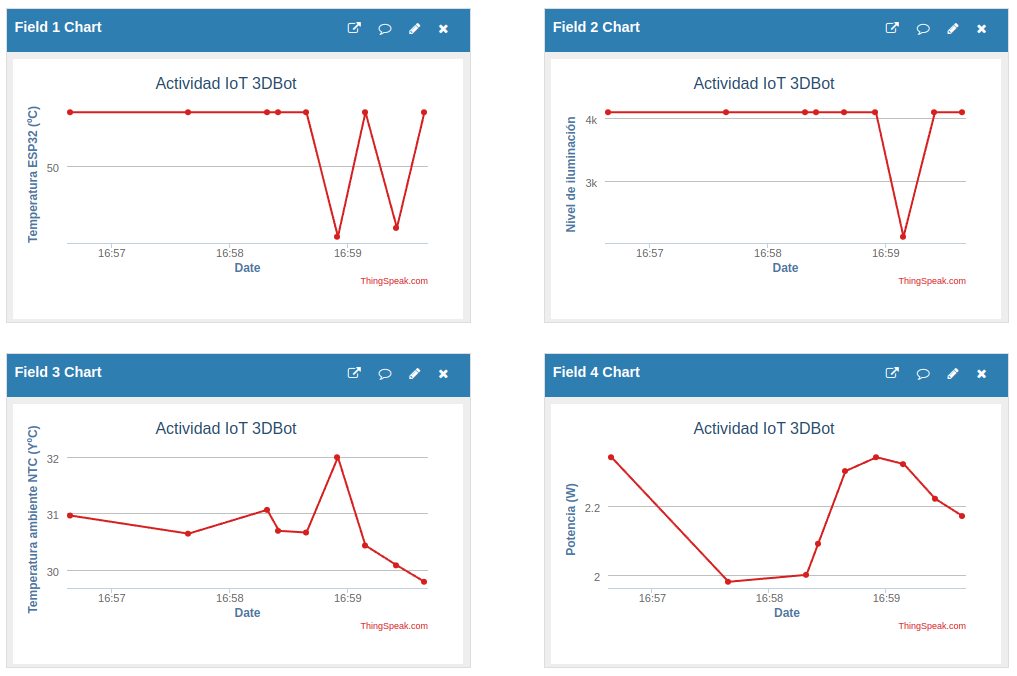 Field 1 Chart
Actividad IoT 3DBot
Temperatura ESP32 (ºC)
50
16:57 16:58 16:59
Date
ThingSpeak.com
Field 2 Chart
Actividad IoT 3DBot
Nivel de iluminación
4k
3k
16:57 16:58 16:59
Date
ThingSpeak.com
Field 3 Chart
Actividad IoT 3DBot
Temperatura ambiente NTC (YºC)
32
31
30
16:57 16:58 16:59
Date
ThingSpeak.com
Field 4 Chart
Actividad IoT 3DBot
Potencia (W)
2.2
2
16:57 16:58 16:59
Date
ThingSpeak.com